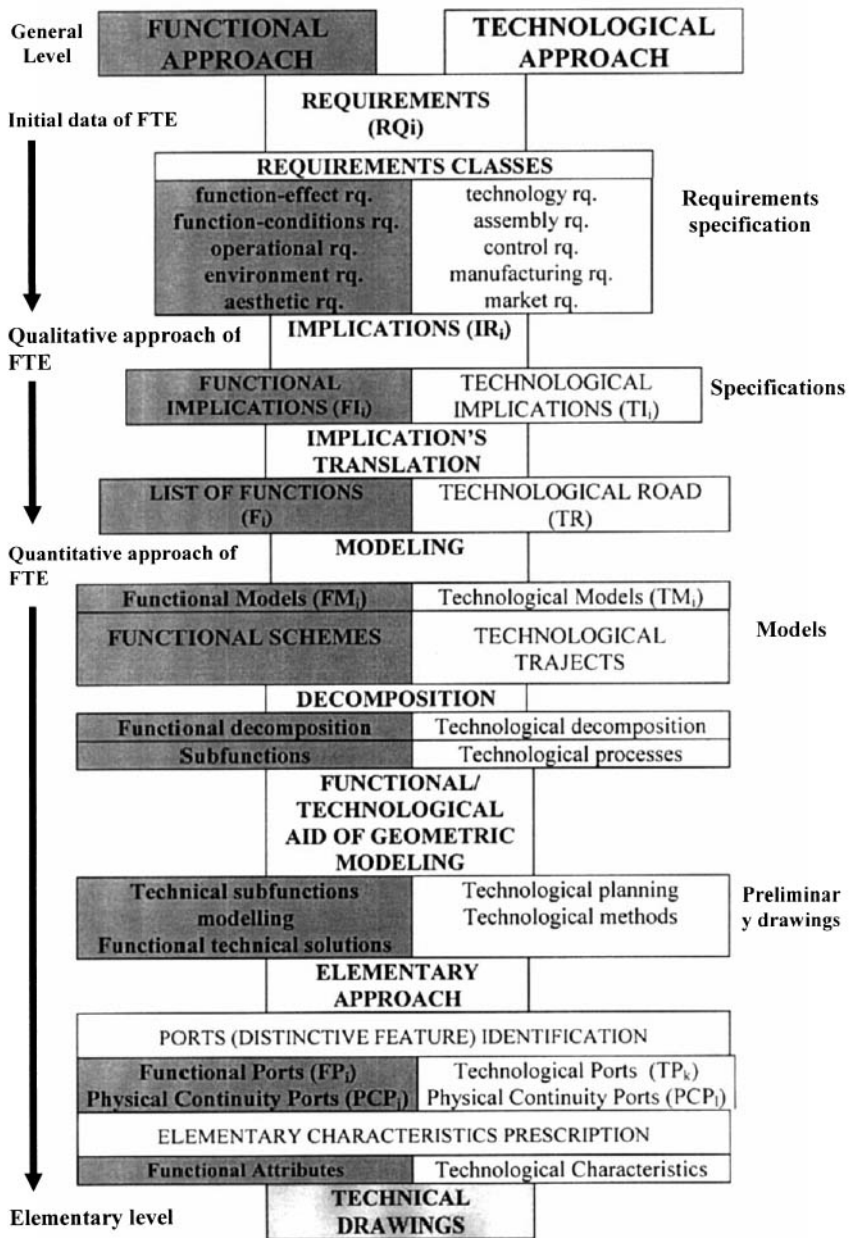 General
Level
FUNCTIONAL
APPROACH
TECHNOLOGICAL
APPROACH
REQUIREMENTS
(RQi)
Initial data of FTE
REQUIREMENTS CLASSES
function-effect rq.
function-conditions rq.
operational rq.
environment rq.
aesthetic rq.
technology rq.
assembly rq.
control rq.
manufacturing rq.
market rq.
Requirements
specification
IMPLICATIONS (IRi)
Qualitative approach of
FTE
FUNCTIONAL
IMPLICATIONS (FIi)
TECHNOLOGICAL
IMPLICATIONS (TIi)
Specifications
IMPLICATION'S
TRANSLATION
LIST OF FUNCTIONS
(Fi)
TECHNOLOGICAL ROAD
(TR)
MODELING
Quantitative approach of
FTE
Functional Models (FMi)
Technological Models (TMi)
FUNCTIONAL SCHEMES
TECHNOLOGICAL
TRAJECTS
Models
DECOMPOSITION
Functional decomposition
Technological decomposition
Subfunctions
Technological processes
FUNCTIONAL/
TECHNOLOGICAL
AID OF GEOMETRIC
MODELING
Technical subfunctions
modelling
Functional technical solutions
Technological planning
Technological methods
Preliminar
y drawings
ELEMENTARY
APPROACH
PORTS (DISTINCTIVE FEATURE) IDENTIFICATION
Functional Ports (FPi)
Physical Continuity Ports (PCPj)
Technological Ports (TPk)
Physical Continuity Ports (PCPl)
ELEMENTARY CHARACTERISTICS PRESCRIPTION
Functional Attributes
Technological Characteristics
Elementary level
TECHNICAL
DRAWINGS